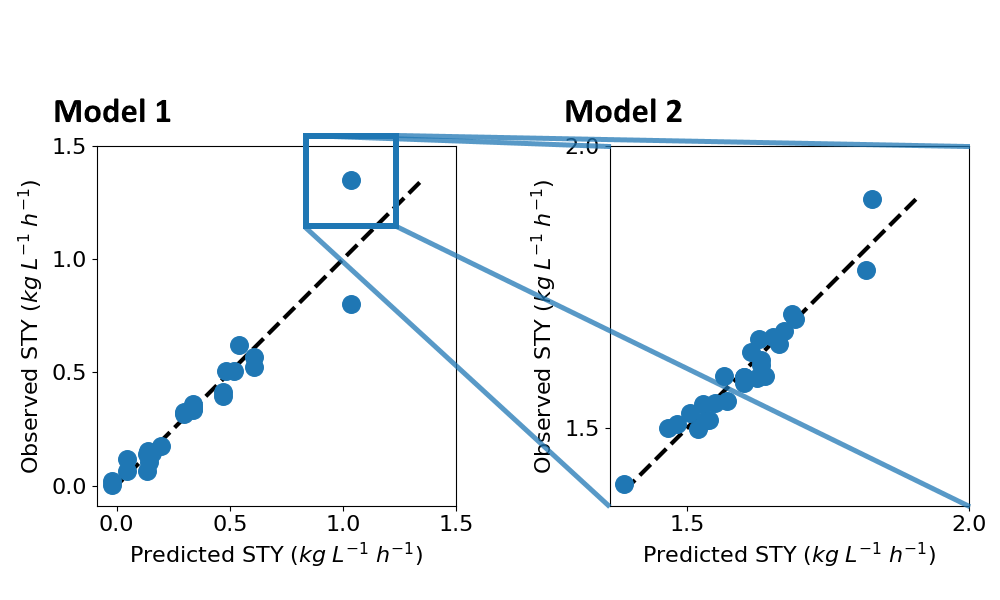 Model 1
Model 2
1.5
1.0
0.5
0.0
Observed STY (kg L⁻¹ h⁻¹)
0.0 0.5 1.0 1.5
Predicted STY (kg L⁻¹ h⁻¹)
2.0
1.5
Observed STY (kg L⁻¹ h⁻¹)
1.5 2.0
Predicted STY (kg L⁻¹ h⁻¹)